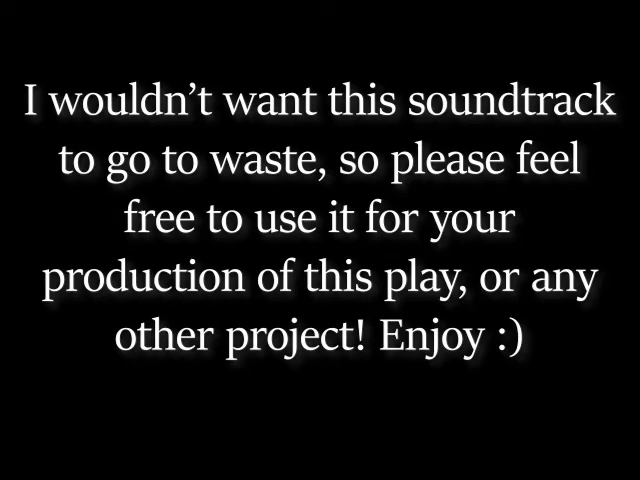 I wouldn’t want this soundtrack
to go to waste, so please feel
free to use it for your
production of this play, or any
other project! Enjoy :)